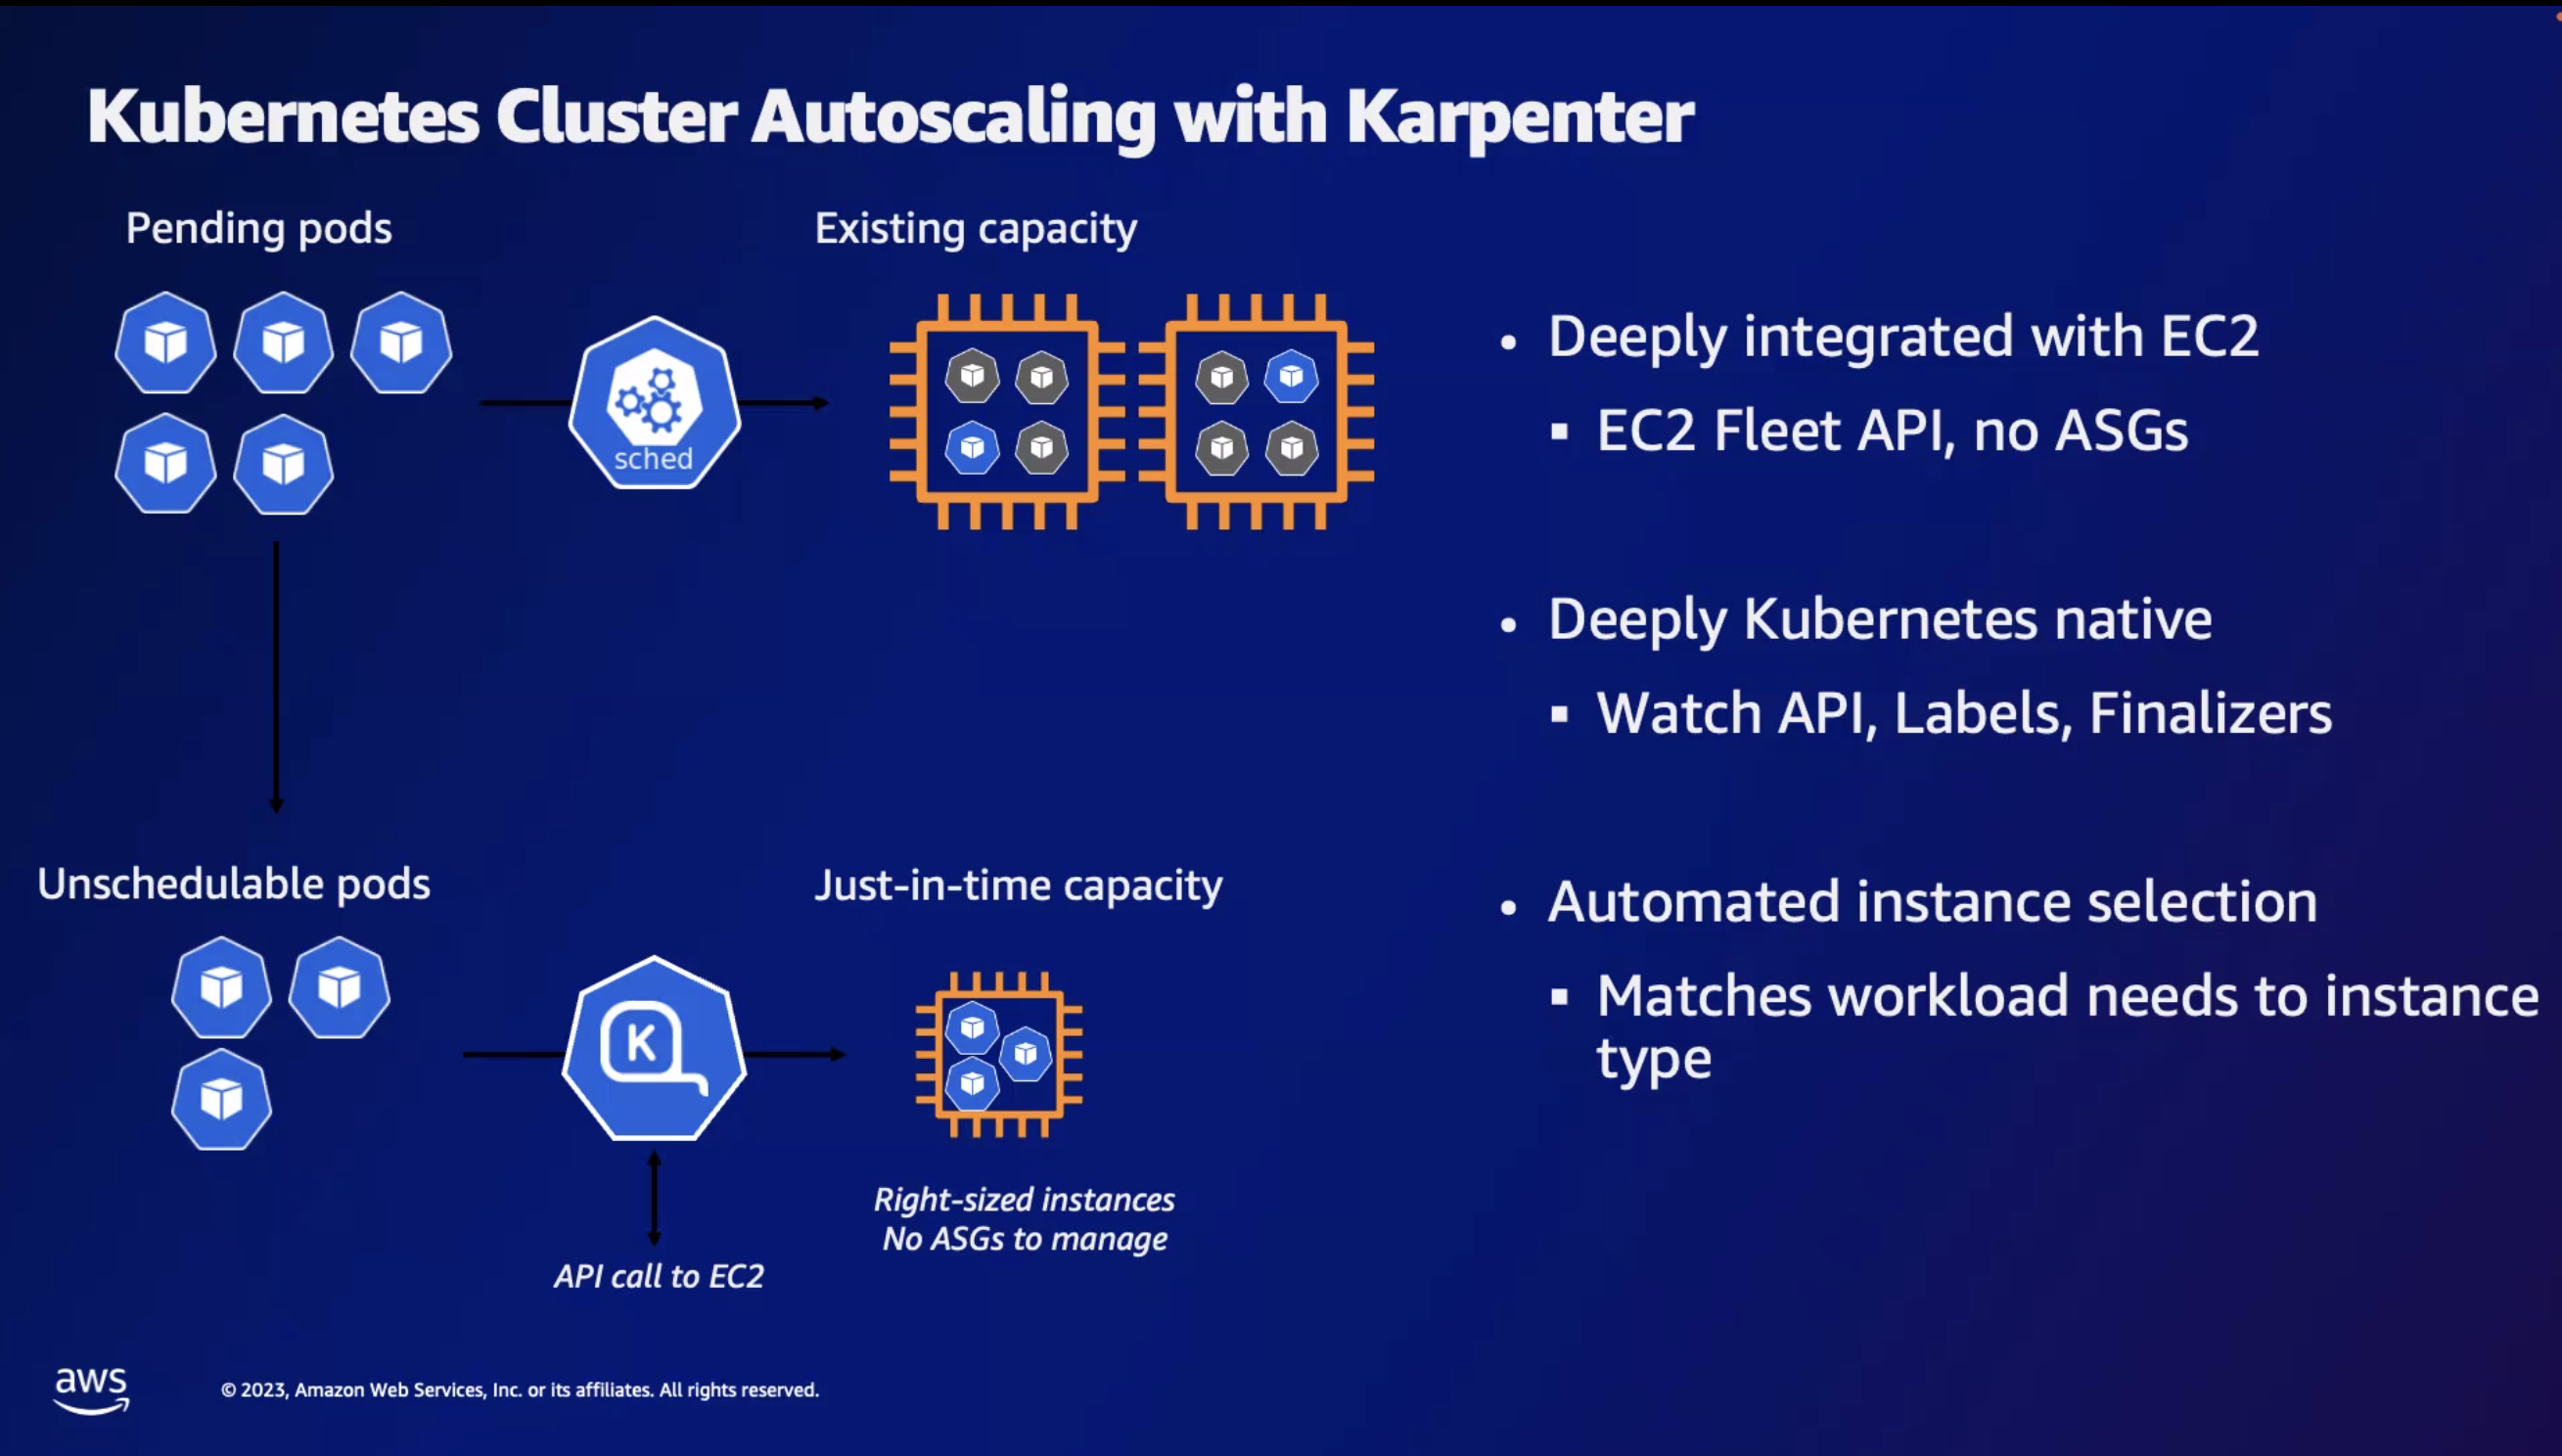 Kubernetes Cluster Autoscaling with Karpenter
Pending pods
Existing capacity
sched
Unschedulable pods
Just-in-time capacity
K
API call to EC2
Right-sized instances
No ASGs to manage
• Deeply integrated with EC2
▪ EC2 Fleet API, no ASGs
• Deeply Kubernetes native
▪ Watch API, Labels, Finalizers
• Automated instance selection
▪ Matches workload needs to instance
type
aws
© 2023, Amazon Web Services, Inc. or its affiliates. All rights reserved.